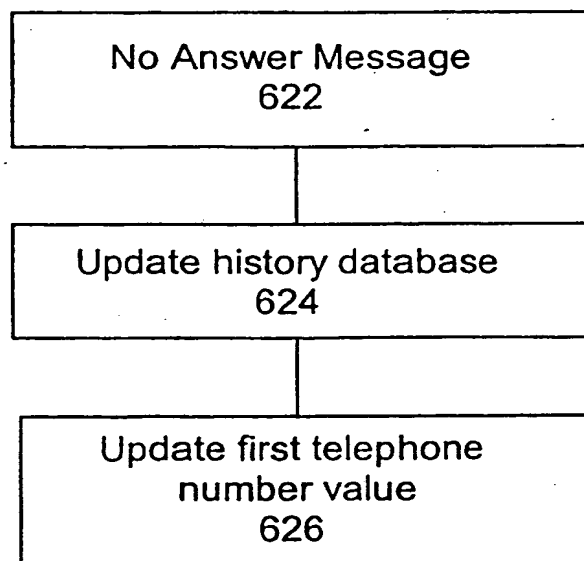 No Answer Message
622
Update history database
624
Update first telephone
number value
626